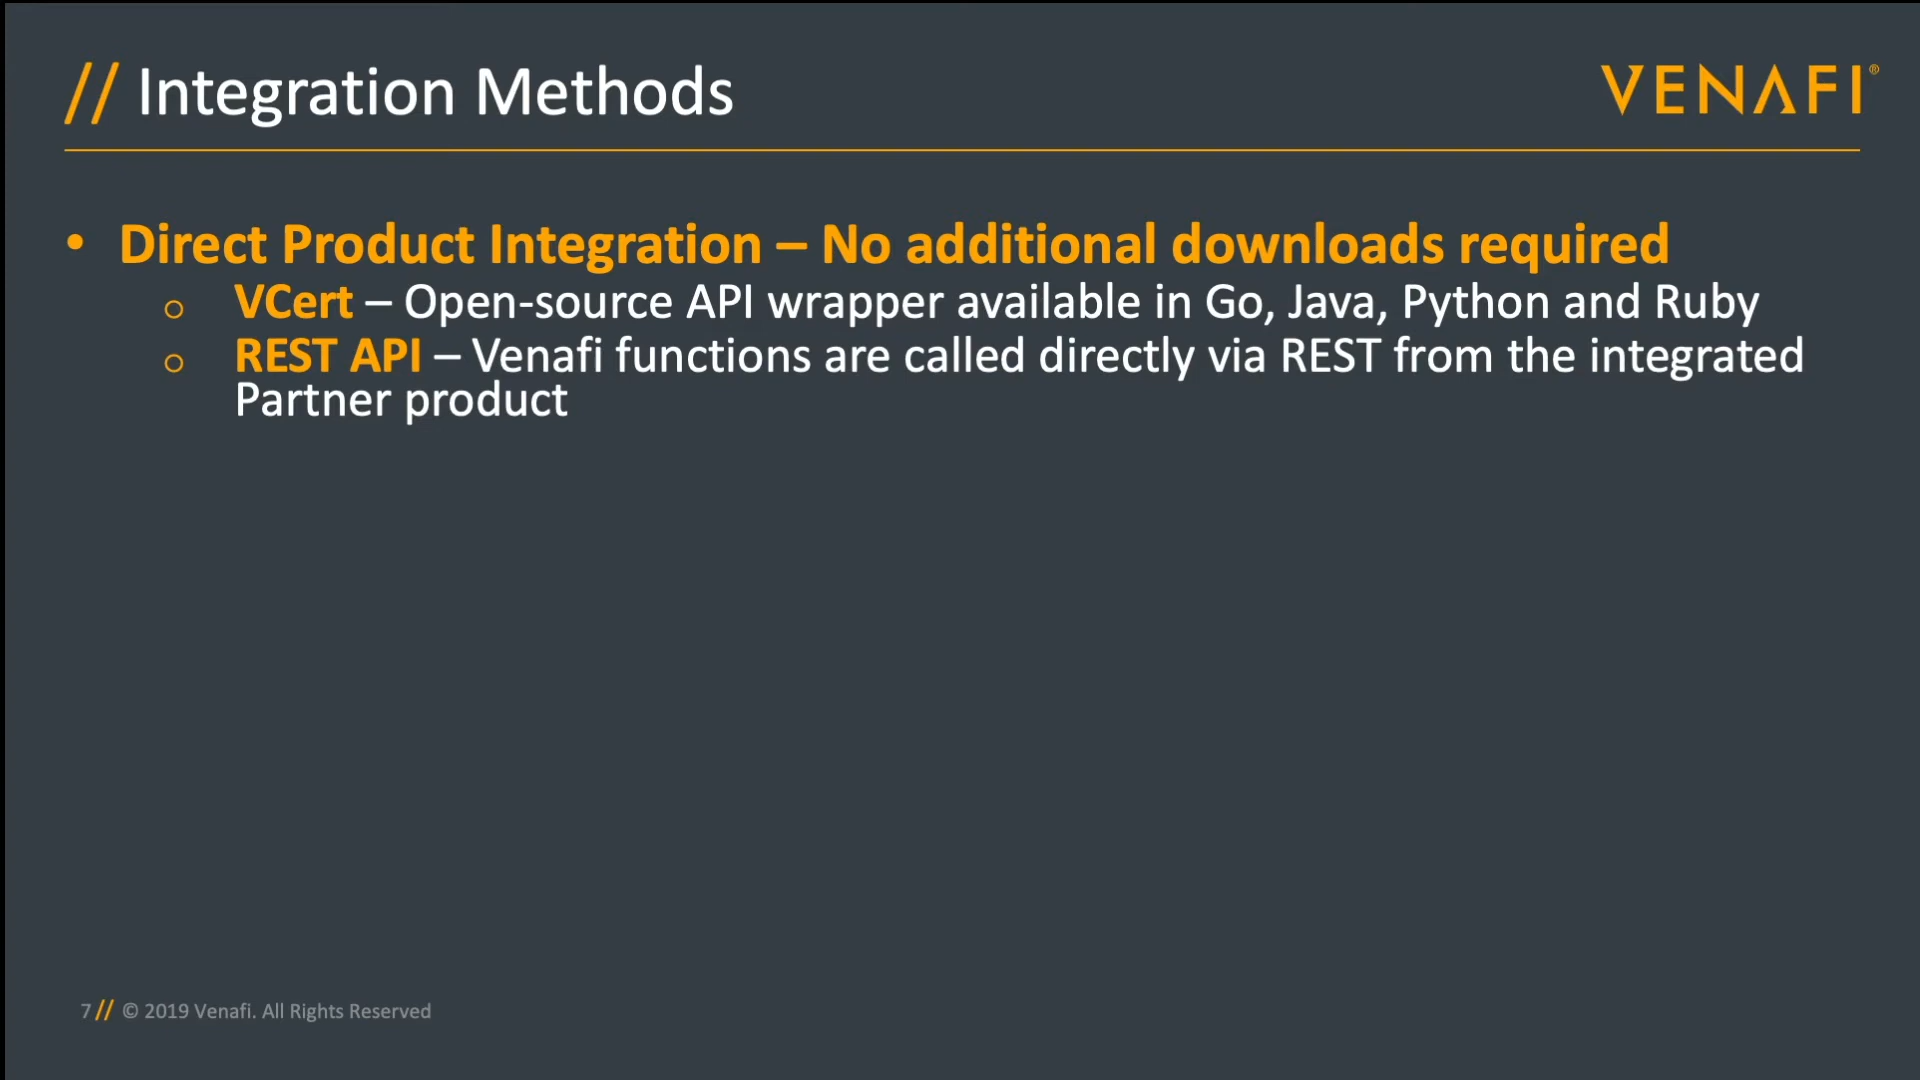 // Integration Methods
VENAFI®
• Direct Product Integration – No additional downloads required
o VCert – Open-source API wrapper available in Go, Java, Python and Ruby
o REST API – Venafi functions are called directly via REST from the integrated
Partner product
7 // © 2019 Venafi. All Rights Reserved